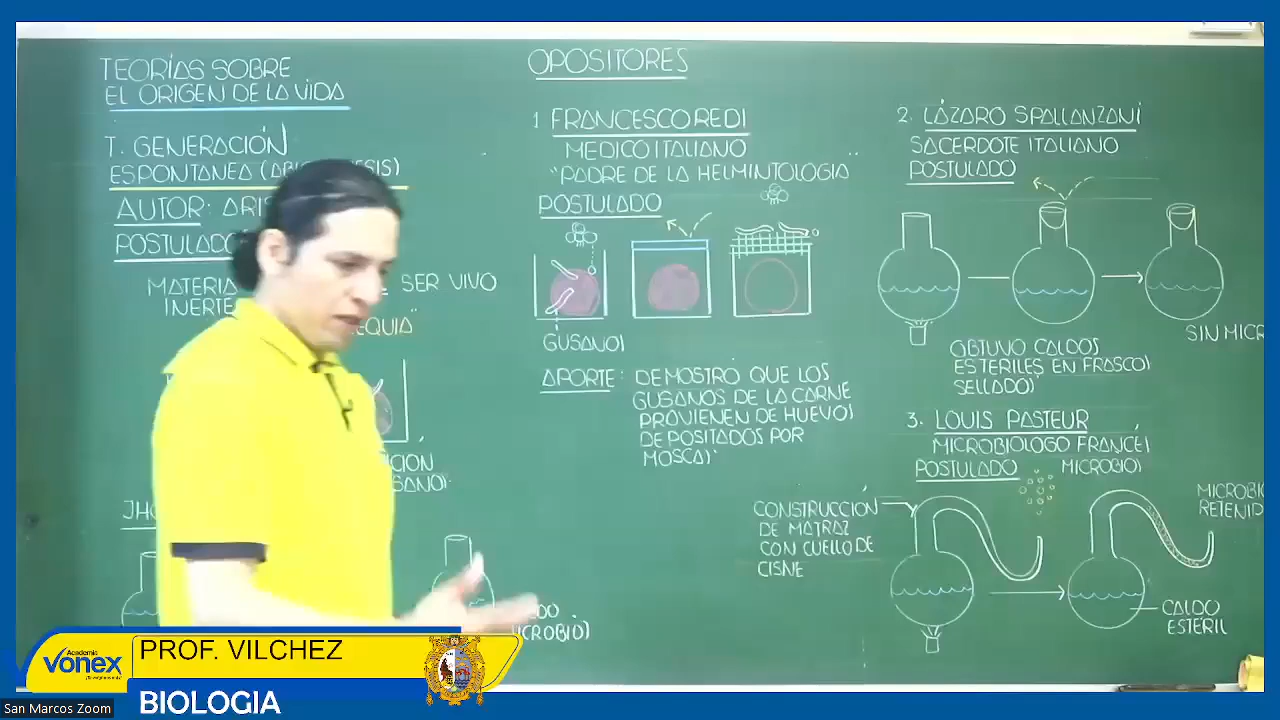 TEORÍAS SOBRE
EL ORIGEN DE LA VIDA
T. GENERACIÓN
ESPONTANEA
AUTOR:
POSTULADO
SER VIVO
INERTE
OPOSITORES
1 FRANCESCO REDI
MEDICO ITALIANO
"PADRE DE LA HELMINTOLOGIA"
POSTULADO
GUSANOS
APORTE: DEMOSTRO QUE LOS
GUSANOS DE LA CARNE
PROVIENEN DE HUEVOS
DEPOSITADOS POR
MOSCAS
2. LÁZARO SPALLANZANI
SACERDOTE ITALIANO
POSTULADO
SIN
OBTUVO CALDOS
ESTERILES EN FRASCOS
SELLADOS
3. LOUIS PASTEUR
MICROBIOLOGO FRANCES
POSTULADO
MICROBIOS
CONSTRUCCIÓN
DE MATRAZ
CON CUELLO DE
CISNE
CALDO
ESTERIL
Academia
vonex
PROF. VILCHEZ
BIOLOGIA
San Marcos Zoom